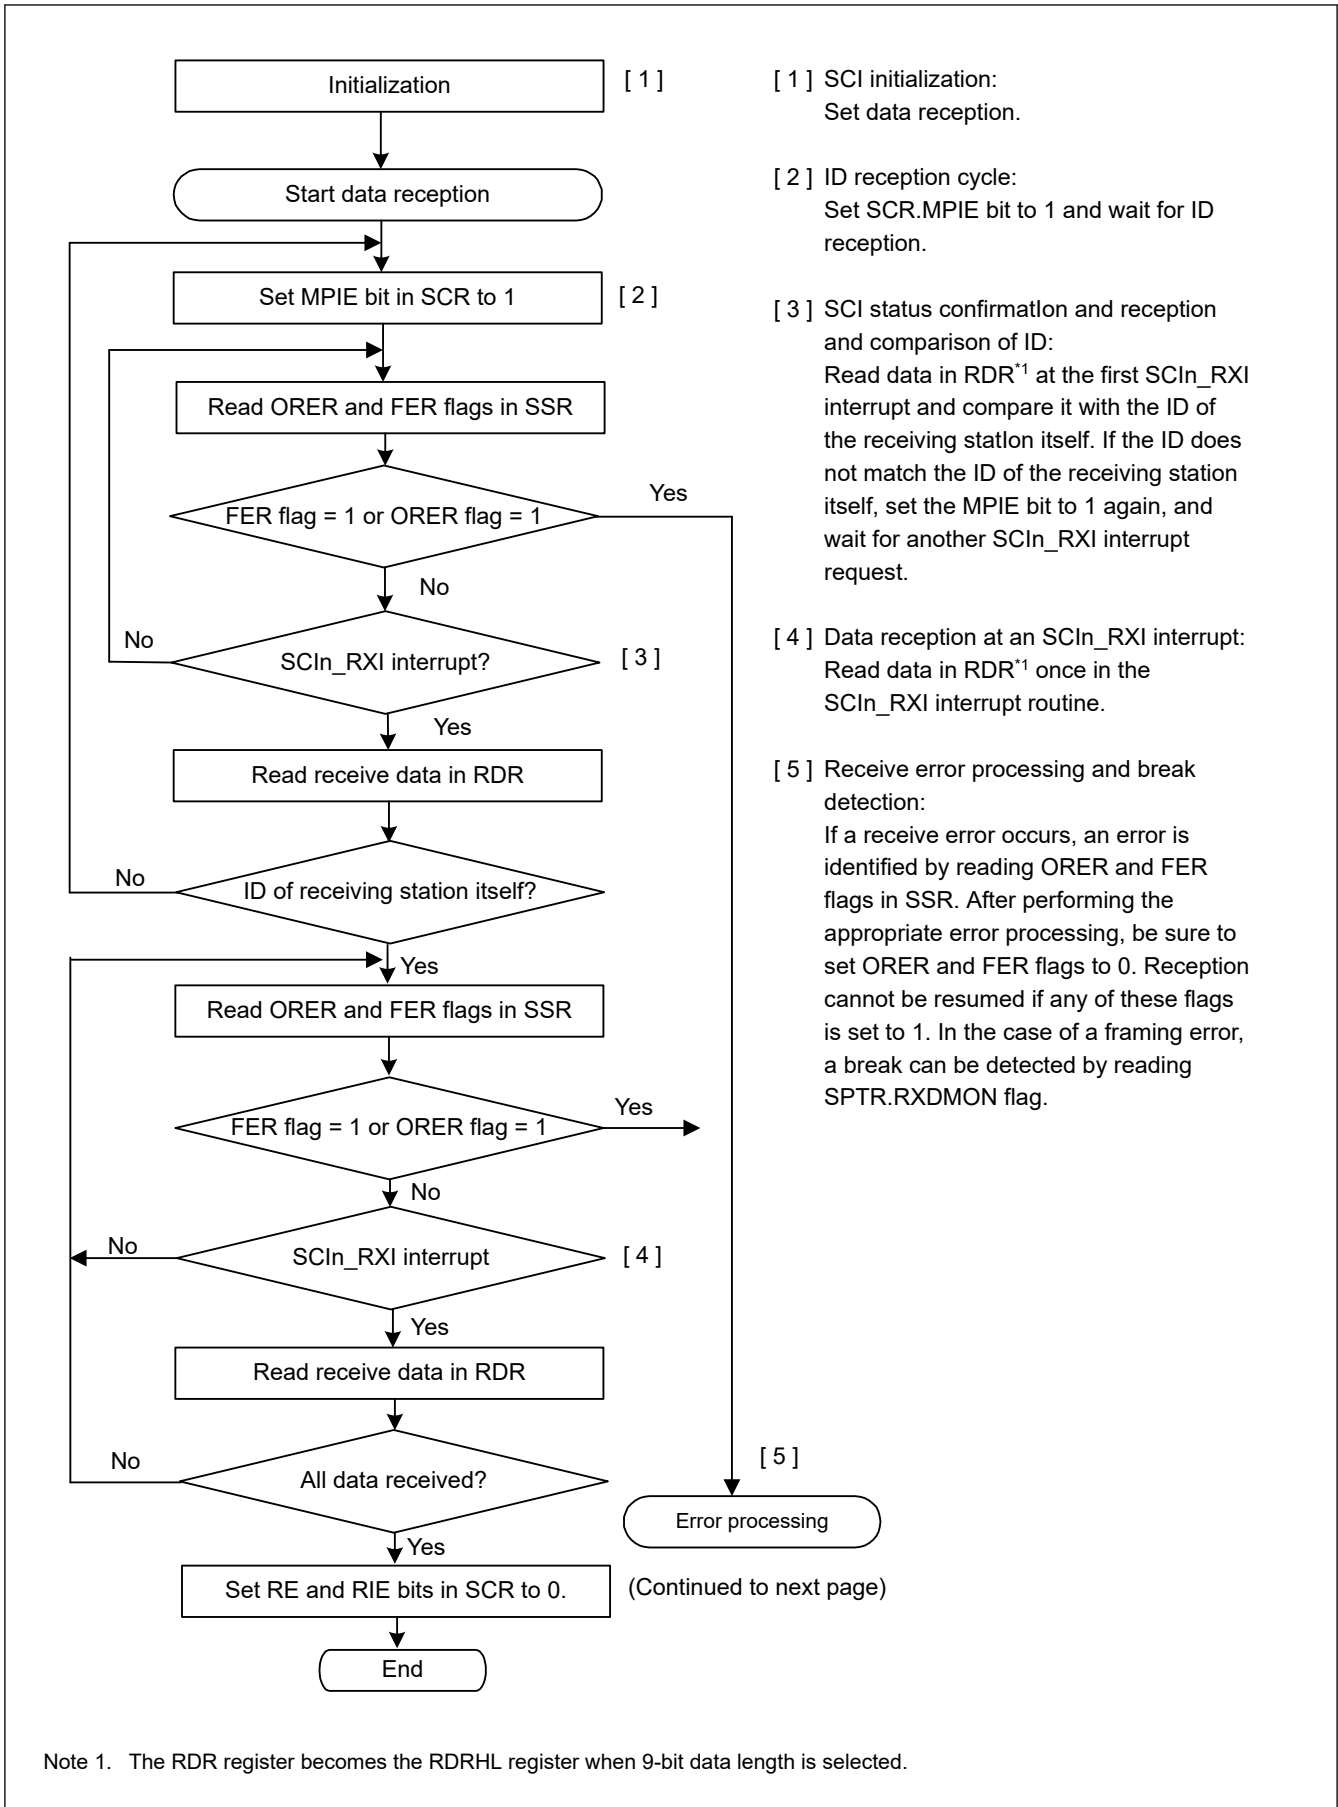 Initialization
[ 1 ]
Start data reception
Set MPIE bit in SCR to 1
[ 2 ]
Read ORER and FER flags in SSR
FER flag = 1 or ORER flag = 1
Yes
No
SCIn_RXI interrupt?
No
[ 3 ]
Yes
Read receive data in RDR
ID of receiving station itself?
No
Yes
Read ORER and FER flags in SSR
FER flag = 1 or ORER flag = 1
Yes
No
SCIn_RXI interrupt
No
[ 4 ]
Yes
Read receive data in RDR
All data received?
No
Yes
[ 5 ]
Error processing
Set RE and RIE bits in SCR to 0.
(Continued to next page)
End
[ 1 ] SCI initialization:
Set data reception.
[ 2 ] ID reception cycle:
Set SCR.MPIE bit to 1 and wait for ID
reception.
[ 3 ] SCI status confirmatIon and reception
and comparison of ID:
Read data in RDR*1 at the first SCIn_RXI
interrupt and compare it with the ID of
the receiving statIon itself. If the ID does
not match the ID of the receiving station
itself, set the MPIE bit to 1 again, and
wait for another SCIn_RXI interrupt
request.
[ 4 ] Data reception at an SCIn_RXI interrupt:
Read data in RDR*1 once in the
SCIn_RXI interrupt routine.
[ 5 ] Receive error processing and break
detection:
If a receive error occurs, an error is
identified by reading ORER and FER
flags in SSR. After performing the
appropriate error processing, be sure to
set ORER and FER flags to 0. Reception
cannot be resumed if any of these flags
is set to 1. In the case of a framing error,
a break can be detected by reading
SPTR.RXDMON flag.
Note 1. The RDR register becomes the RDRHL register when 9-bit data length is selected.